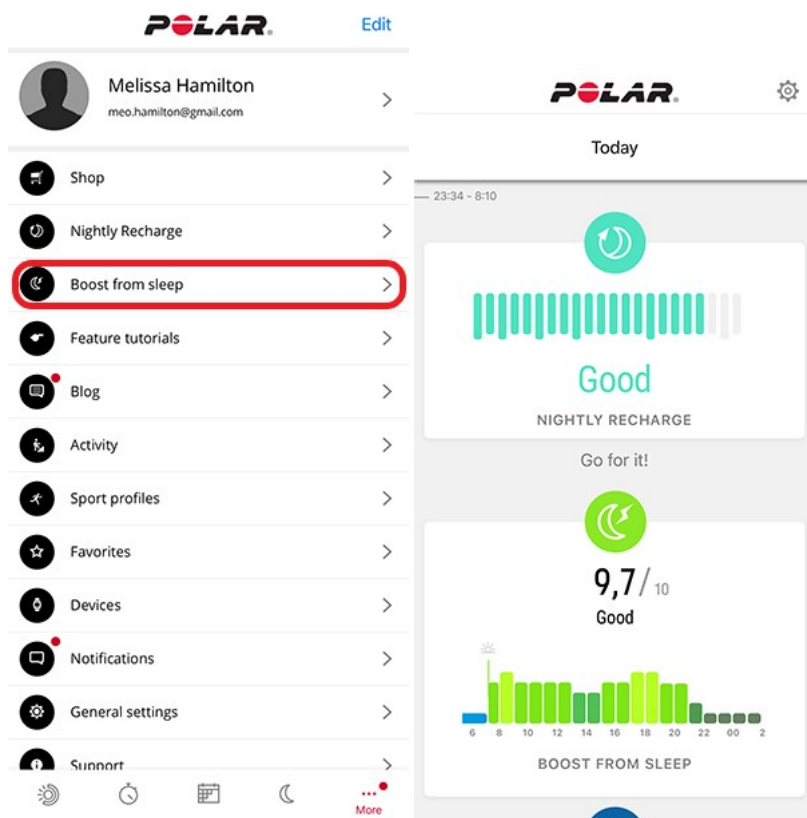 POLAR.
Edit
Melissa Hamilton
meo.hamilton@gmail.com
Shop
Nightly Recharge
Boost from sleep
Feature tutorials
Blog
Activity
Sport profiles
Favorites
Devices
Notifications
General settings
Support
More
POLAR.
Today
23:34 - 8:10
Good
NIGHTLY RECHARGE
Go for it!
9,7/10
Good
6 8 10 12 14 16 18 20 22 00 2
BOOST FROM SLEEP